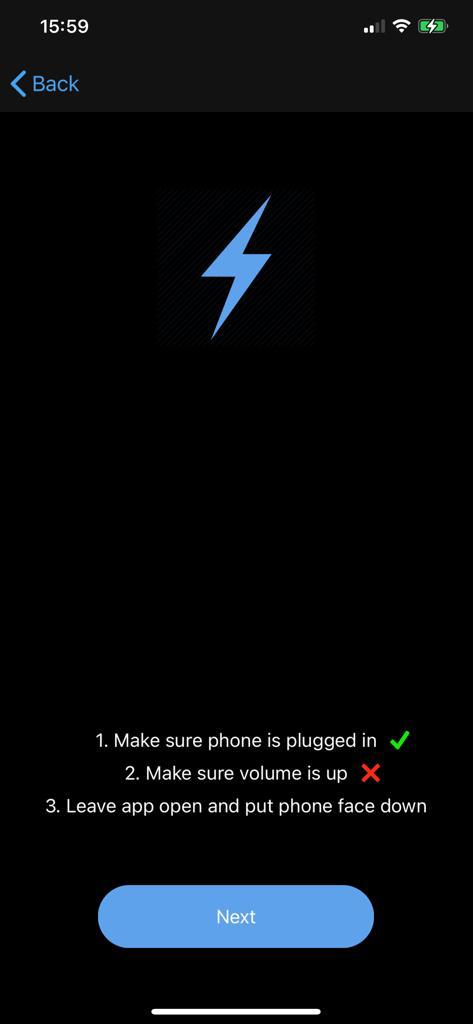 15:59
Back
1. Make sure phone is plugged in
2. Make sure volume is up
3. Leave app open and put phone face down
Next